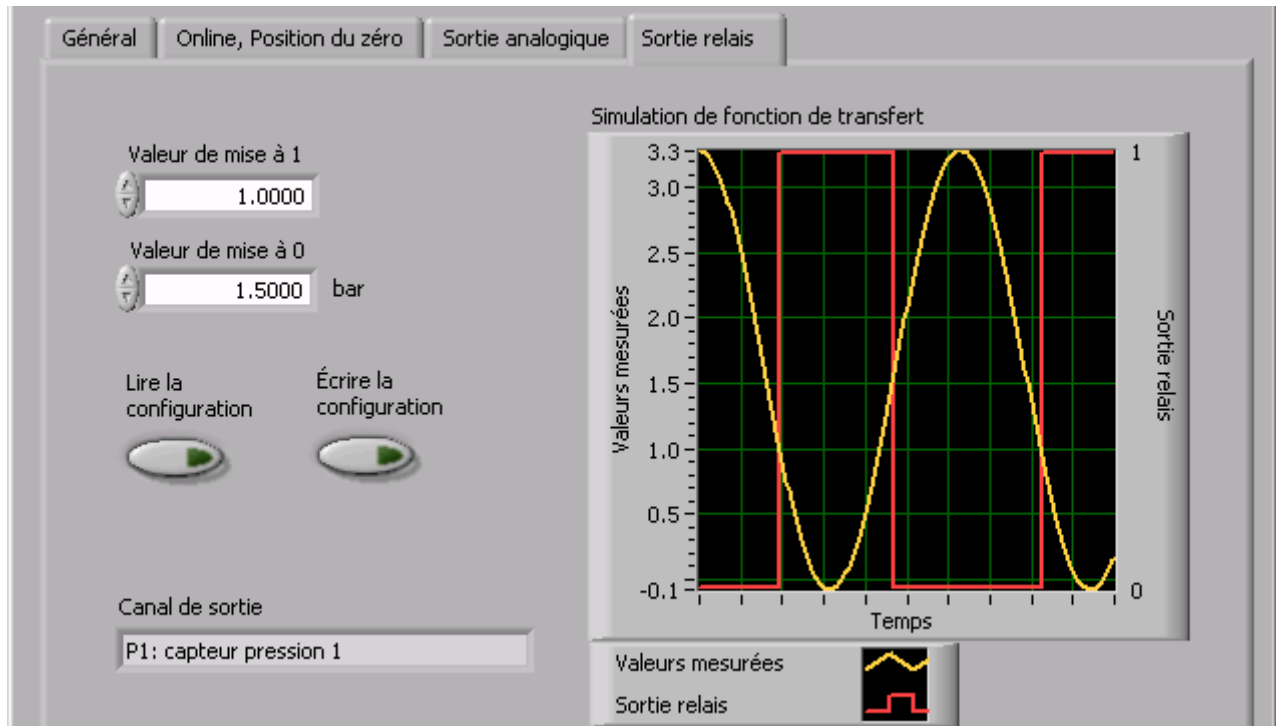 Général
Online, Position du zéro
Sortie analogique
Sortie relais
Valeur de mise à 1
1.0000
Valeur de mise à 0
1.5000 bar
Lire la
configuration
Écrire la
configuration
Canal de sortie
P1: capteur pression 1
Simulation de fonction de transfert
Valeurs mesurées
3.3
3.0
2.5
2.0
1.5
1.0
0.5
-0.1
1
0
Sortie relais
Temps
Valeurs mesurées
Sortie relais